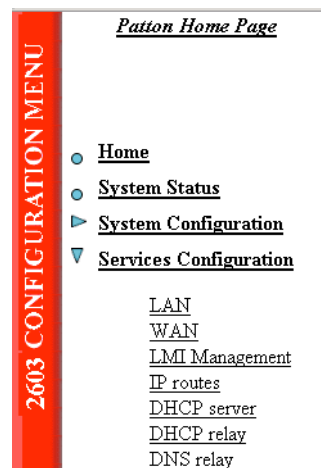 Patton Home Page
2603 CONFIGURATION MENU
Home
System Status
System Configuration
Services Configuration
LAN
WAN
LMI Management
IP routes
DHCP server
DHCP relay
DNS relay